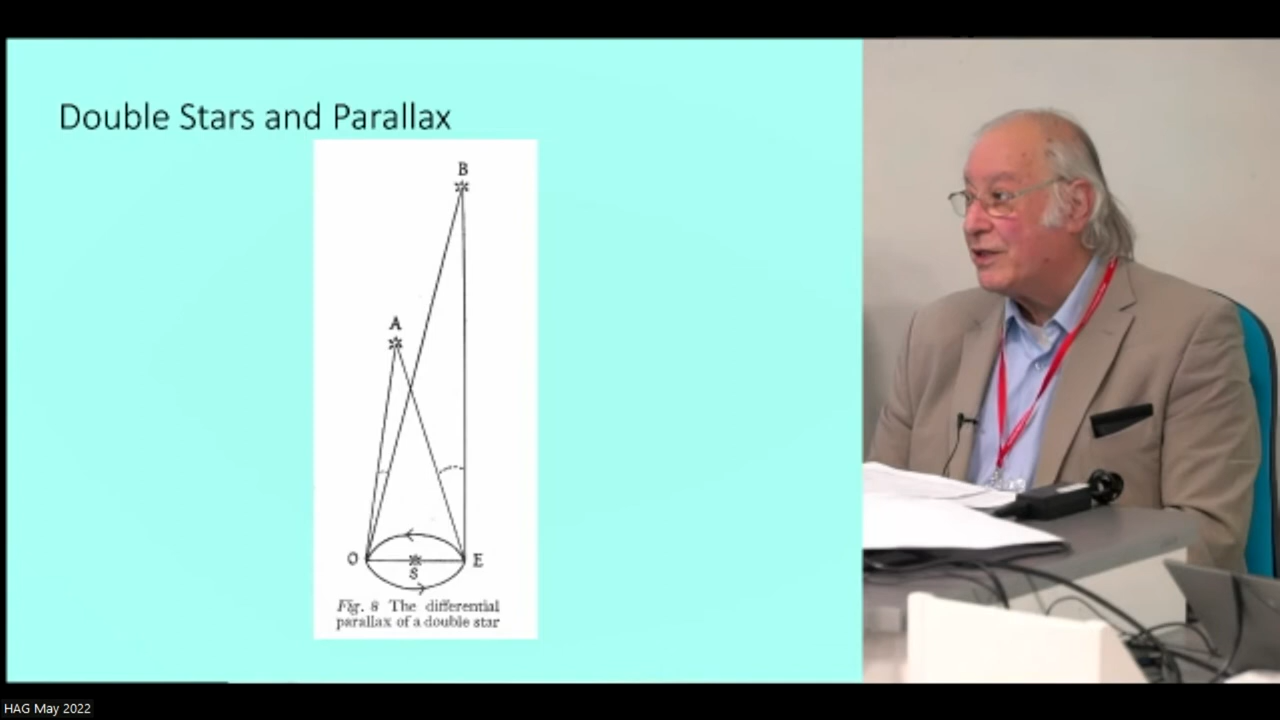 Double Stars and Parallax
B
A
O
E
S
Fig. 8 The differential
parallax of a double star
HAG May 2022